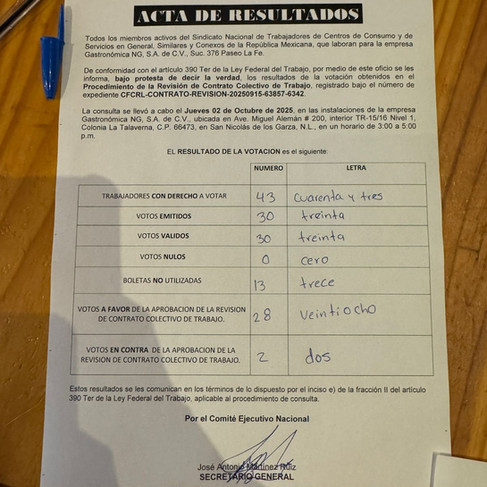 ACTA DE RESULTADOS
Todos los miembros activos del Sindicato Nacional de Trabajadores de Centros de Consumo y de
Servicios en General, Similares y Conexos de la República Mexicana, que laboran para la empresa
Gastronómica NG, S.A. de C.V., Suc. 376 Paseo La Fe.
De conformidad con el artículo 390 Ter de la Ley Federal del Trabajo, por medio de este oficio se les
informa, bajo protesta de decir la verdad, los resultados de la votación obtenidos en el
Procedimiento de la Revisión de Contrato Colectivo de Trabajo, registrado bajo el número de
expediente CFCRL-CONTRATO-REVISION-20250915-63857-6342.
La consulta se llevó a cabo el Jueves 02 de Octubre de 2025, en las instalaciones de la empresa
Gastronómica NG, S.A. de C.V., ubicada en Ave. Miguel Alemán # 200, interior TR-15/16 Nivel 1,
Colonia La Talaverna, C.P. 66473, en San Nicolás de los Garza, N.L., en un horario de 3:00 a 5:00
p.m.
EL RESULTADO DE LA VOTACION es el siguiente:
NUMERO LETRA
TRABAJADORES CON DERECHO A VOTAR 43 cuarenta y tres
VOTOS EMITIDOS 30 treinta
VOTOS VALIDOS 30 treinta
VOTOS NULOS 0 cero
BOLETAS NO UTILIZADAS 13 trece
VOTOS A FAVOR DE LA APROBACION DE LA REVISION
DE CONTRATO COLECTIVO DE TRABAJO. 28 veintiocho
VOTOS EN CONTRA DE LA APROBACION DE LA
REVISION DE CONTRATO COLECTIVO DE TRABAJO. 2 dos
Estos resultados se les comunican en los términos de lo dispuesto por el inciso e) de la fracción II del artículo
390 Ter de la Ley Federal del Trabajo, aplicable al procedimiento de consulta.
Por el Comité Ejecutivo Nacional
José Antonio Martínez Ruiz
SECRETARIO GENERAL